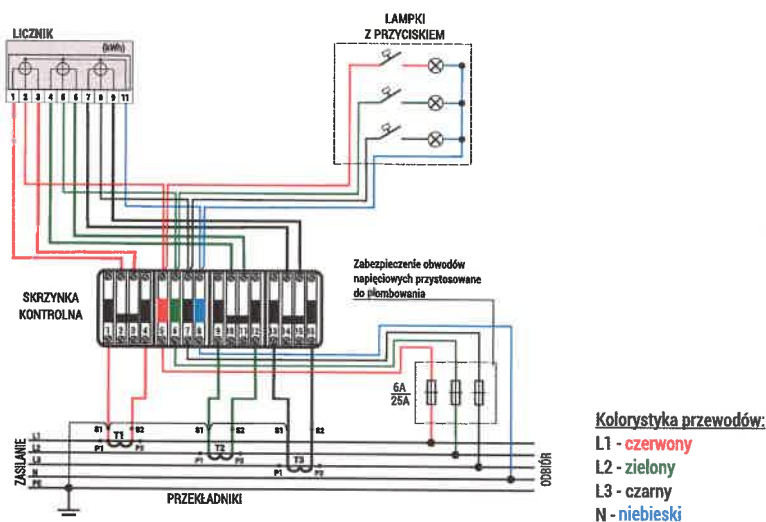 LICZNIK
(kWh)
1 2 3 4 5 6 7 8 9 11
LAMPKI
Z PRZYCISKIEM
Zabezpieczenie obwodów
napięciowych przystosowane
do plombowania
SKRZYNKA
KONTROLNA
1 2 3 4 5 6 7 8 9 10 11 12 13 14 15 16
6A
25A
S1 S2 S1 S2 S1 S2
T1
T2
T3
P1 P2
P1 P2
P1 P2
ZASILANIE
L1
L2
L3
N
PE
ODBIÓR
PRZEKŁADNIKI
Kolorystyka przewodów:
L1 - czerwony
L2 - zielony
L3 - czarny
N - niebieski